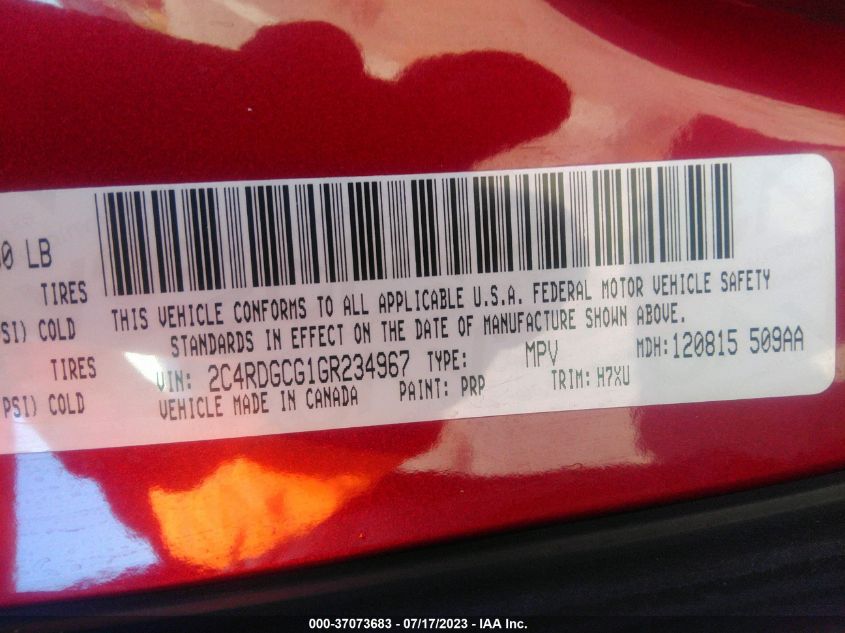 0 LB
TIRES
SI) COLD
TIRES
PSI) COLD
THIS VEHICLE CONFORMS TO ALL APPLICABLE U.S.A. FEDERAL MOTOR VEHICLE SAFETY
STANDARDS IN EFFECT ON THE DATE OF MANUFACTURE SHOWN ABOVE.
VIN: 2C4RDGCG1GR234967 TYPE: MPV MDH: 120815 509AA
VEHICLE MADE IN CANADA PAINT: PRP TRIM: H7XU
000-37073683 - 07/17/2023 - IAA Inc.